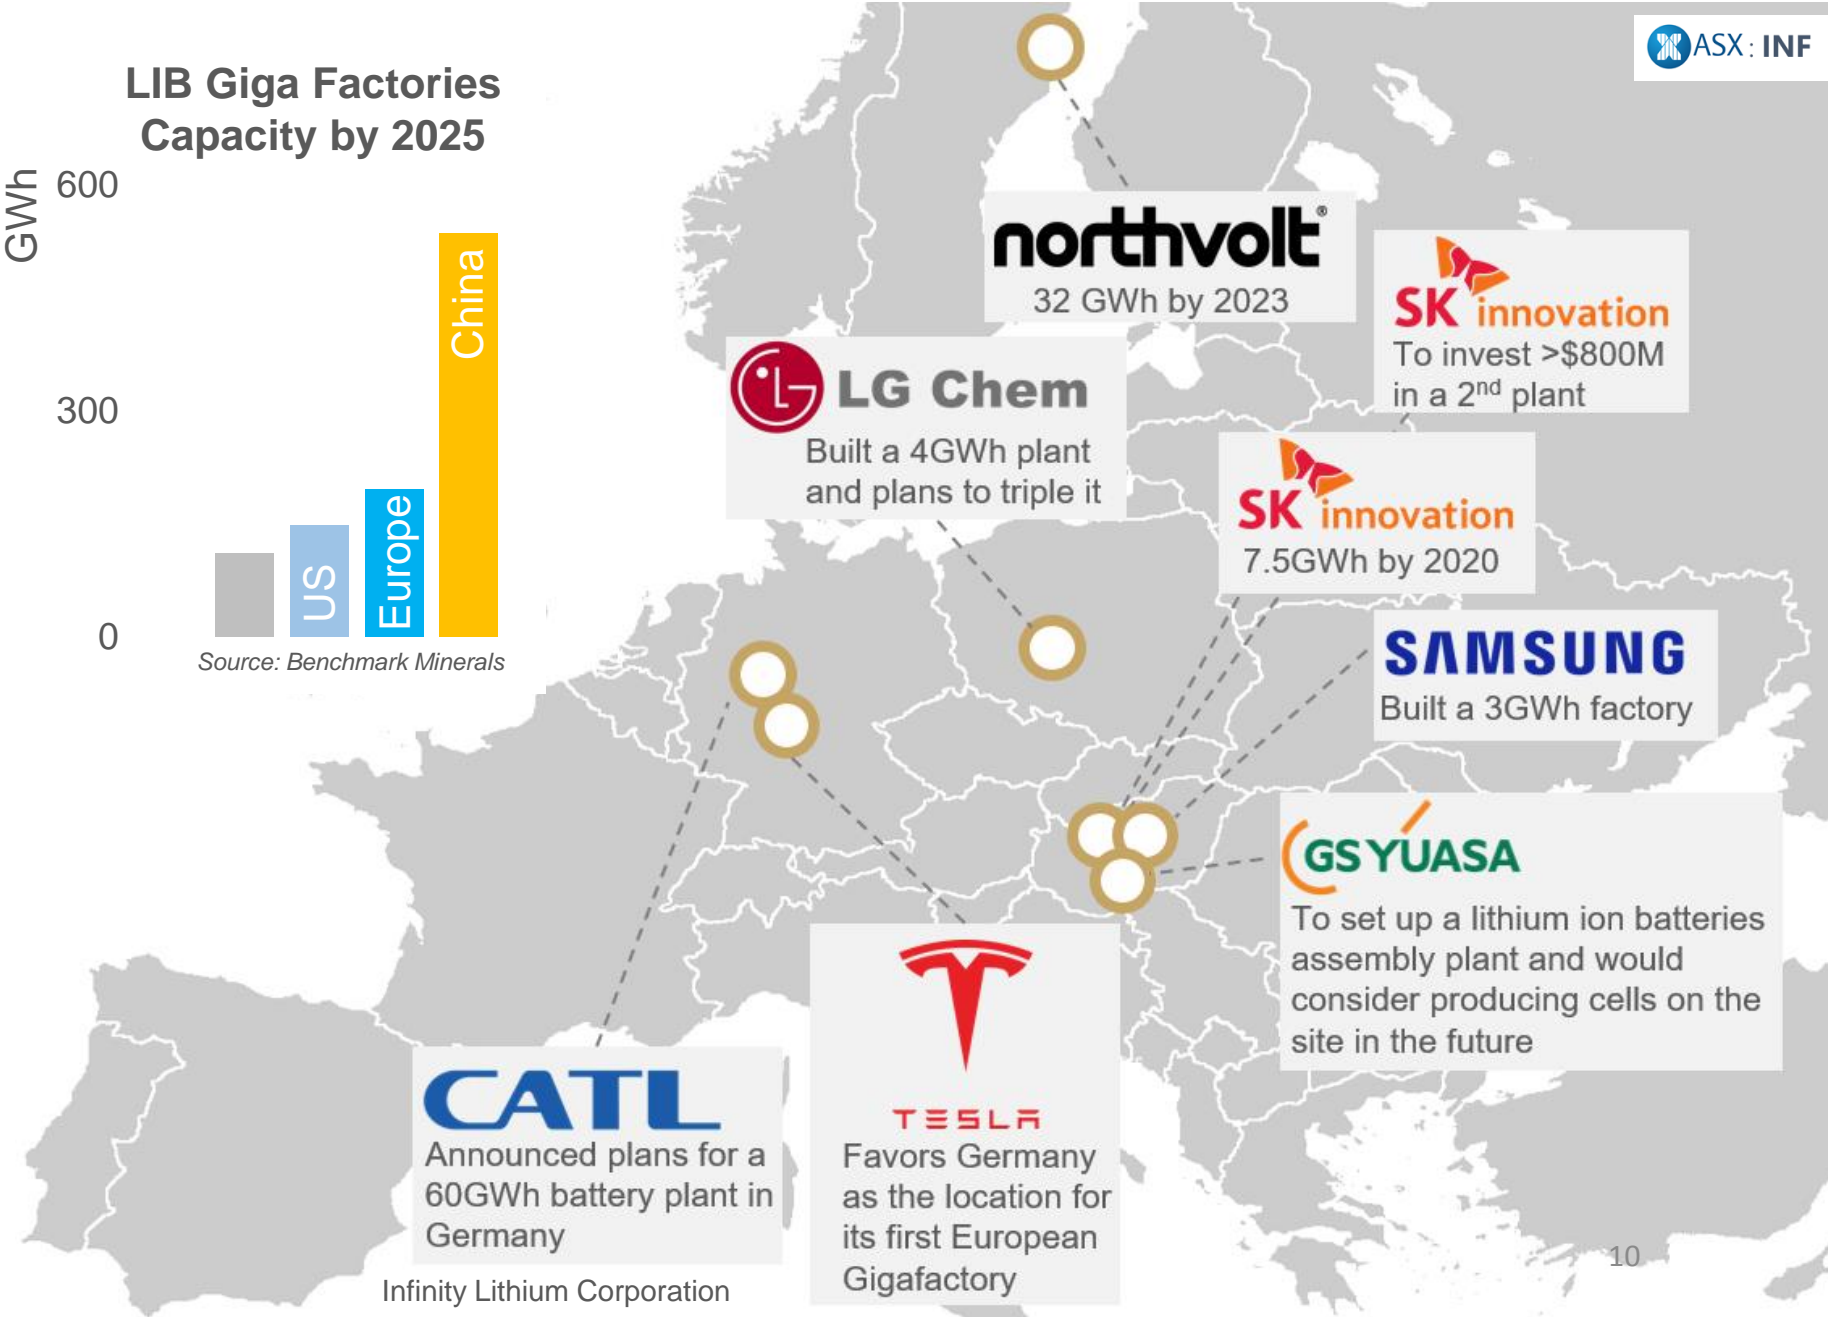 ASX : INF
LIB Giga Factories
Capacity by 2025
GWh
600
300
0
US
Europe
China
Source: Benchmark Minerals
northvolt®
32 GWh by 2023
SK innovation
To invest >$800M
in a 2nd plant
LG Chem
Built a 4GWh plant
and plans to triple it
SK innovation
7.5GWh by 2020
SAMSUNG
Built a 3GWh factory
GS YUASA
To set up a lithium ion batteries
assembly plant and would
consider producing cells on the
site in the future
CATL
Announced plans for a
60GWh battery plant in
Germany
TESLA
Favors Germany
as the location for
its first European
Gigafactory
Infinity Lithium Corporation
10